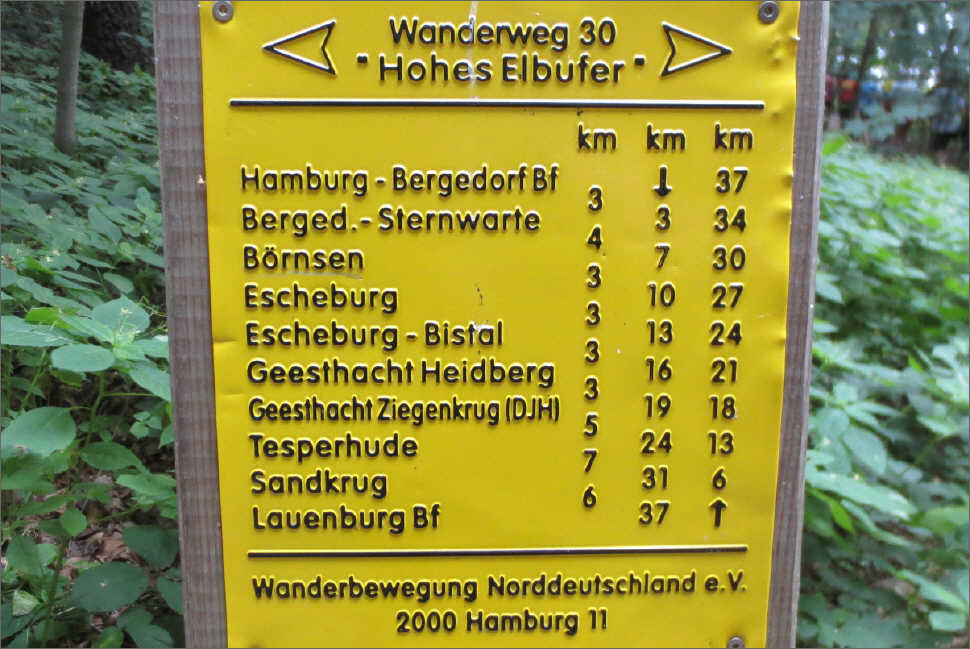 Wanderweg 30
"Hohes Elbufer"
km km km
Hamburg - Bergedorf Bf ↓ 37
3
Berged.- Sternwarte 3 34
4
Börnsen 7 30
3
Escheburg 10 27
3
Escheburg - Bistal 13 24
3
Geesthacht Heidberg 16 21
3
Geesthacht Ziegenkrug (DJH) 19 18
5
Tesperhude 24 13
7
Sandkrug 31 6
6
Lauenburg Bf 37 ↑
Wanderbewegung Norddeutschland e.V.
2000 Hamburg 11